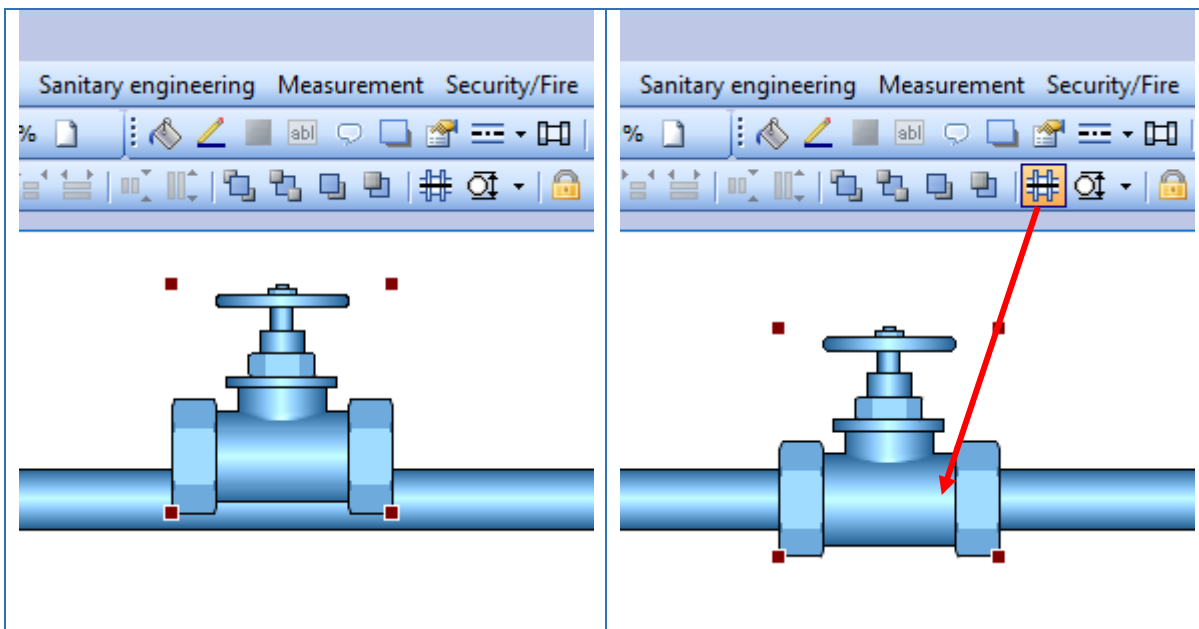 Sanitary engineering Measurement Security/Fire
%
abl
Sanitary engineering Measurement Security/Fire
%
abl